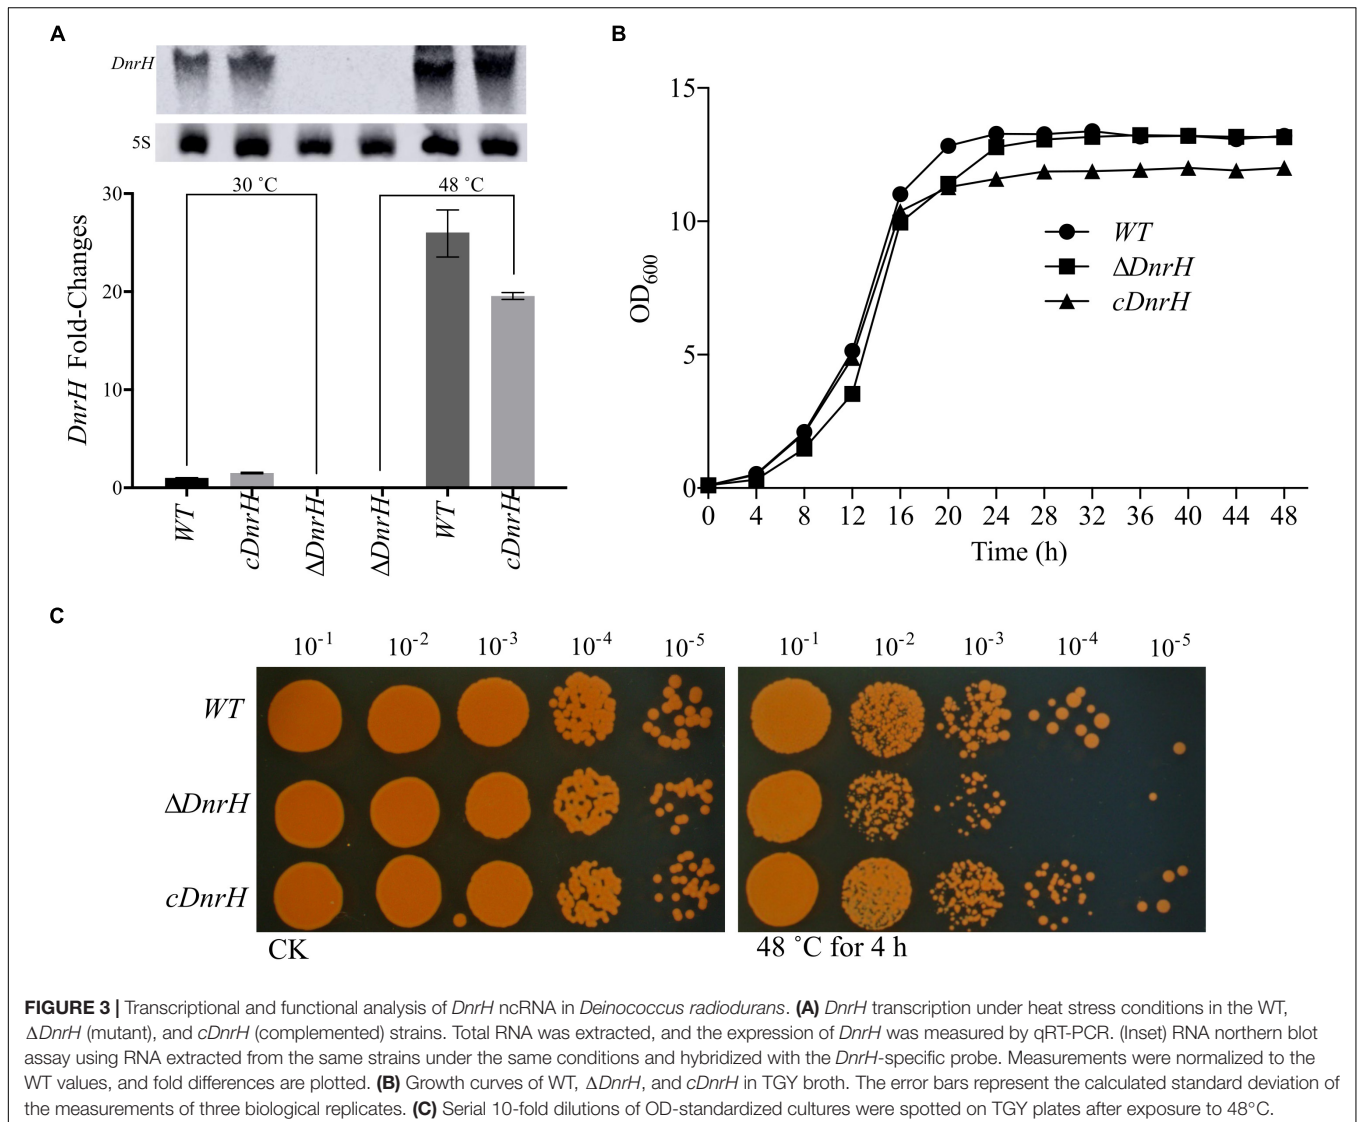 A
DnrH
5S
30 °C
48 °C
DnrH Fold-Changes
30
20
10
0
WT
cDnrH
ΔDnrH
ΔDnrH
WT
cDnrH
B
OD600
15
10
5
0
WT
ΔDnrH
cDnrH
0 4 8 12 16 20 24 28 32 36 40 44 48
Time (h)
C
10-1 10-2 10-3 10-4 10-5 10-1 10-2 10-3 10-4 10-5
WT
ΔDnrH
cDnrH
CK
48 °C for 4 h
FIGURE 3 | Transcriptional and functional analysis of DnrH ncRNA in Deinococcus radiodurans. (A) DnrH transcription under heat stress conditions in the WT,
ΔDnrH (mutant), and cDnrH (complemented) strains. Total RNA was extracted, and the expression of DnrH was measured by qRT-PCR. (Inset) RNA northern blot
assay using RNA extracted from the same strains under the same conditions and hybridized with the DnrH-specific probe. Measurements were normalized to the
WT values, and fold differences are plotted. (B) Growth curves of WT, ΔDnrH, and cDnrH in TGY broth. The error bars represent the calculated standard deviation of
the measurements of three biological replicates. (C) Serial 10-fold dilutions of OD-standardized cultures were spotted on TGY plates after exposure to 48°C.